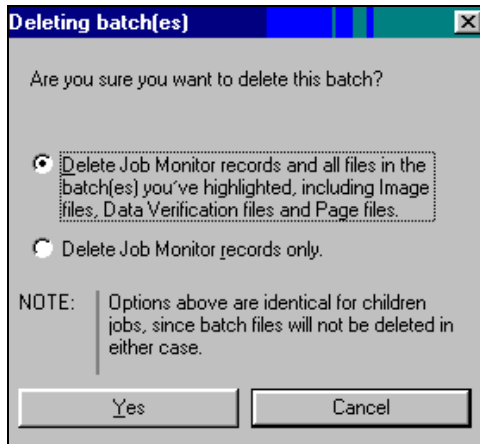 Deleting batch(es)
Are you sure you want to delete this batch?
Delete Job Monitor records and all files in the
batch(es) you've highlighted, including Image
files, Data Verification files and Page files.
Delete Job Monitor records only.
NOTE:
Options above are identical for children
jobs, since batch files will not be deleted in
either case.
Yes
Cancel